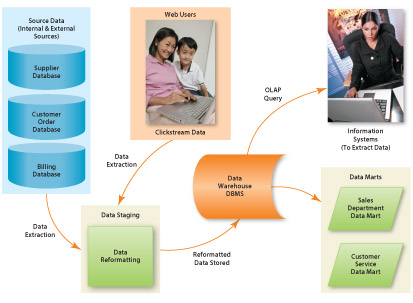 Source Data
(Internal & External
Sources)
Supplier
Database
Customer
Order
Database
Billing
Database
Data
Extraction
Web Users
Clickstream Data
Data
Extraction
Data Staging
Data
Reformatting
Reformatted
Data Stored
Data
Warehouse
DBMS
OLAP
Query
Information
Systems
(To Extract Data)
Data Marts
Sales
Department
Data Mart
Customer
Service
Data Mart